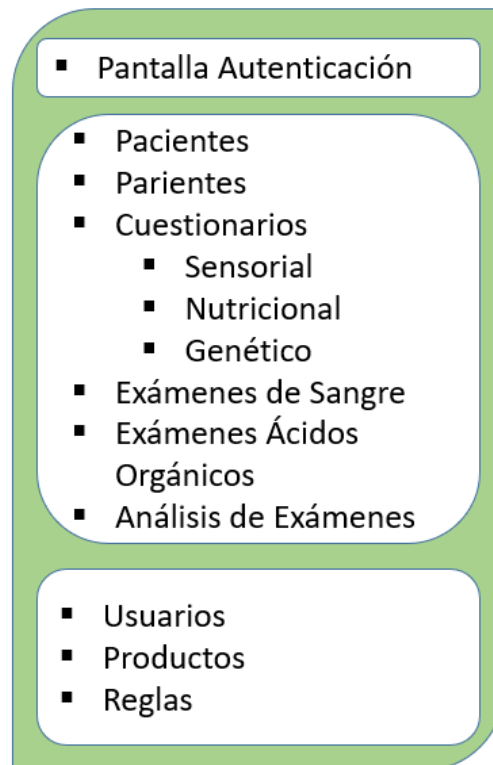 ▪ Pantalla Autenticación
▪ Pacientes
▪ Parientes
▪ Cuestionarios
▪ Sensorial
▪ Nutricional
▪ Genético
▪ Exámenes de Sangre
▪ Exámenes Ácidos
Orgánicos
▪ Análisis de Exámenes
▪ Usuarios
▪ Productos
▪ Reglas